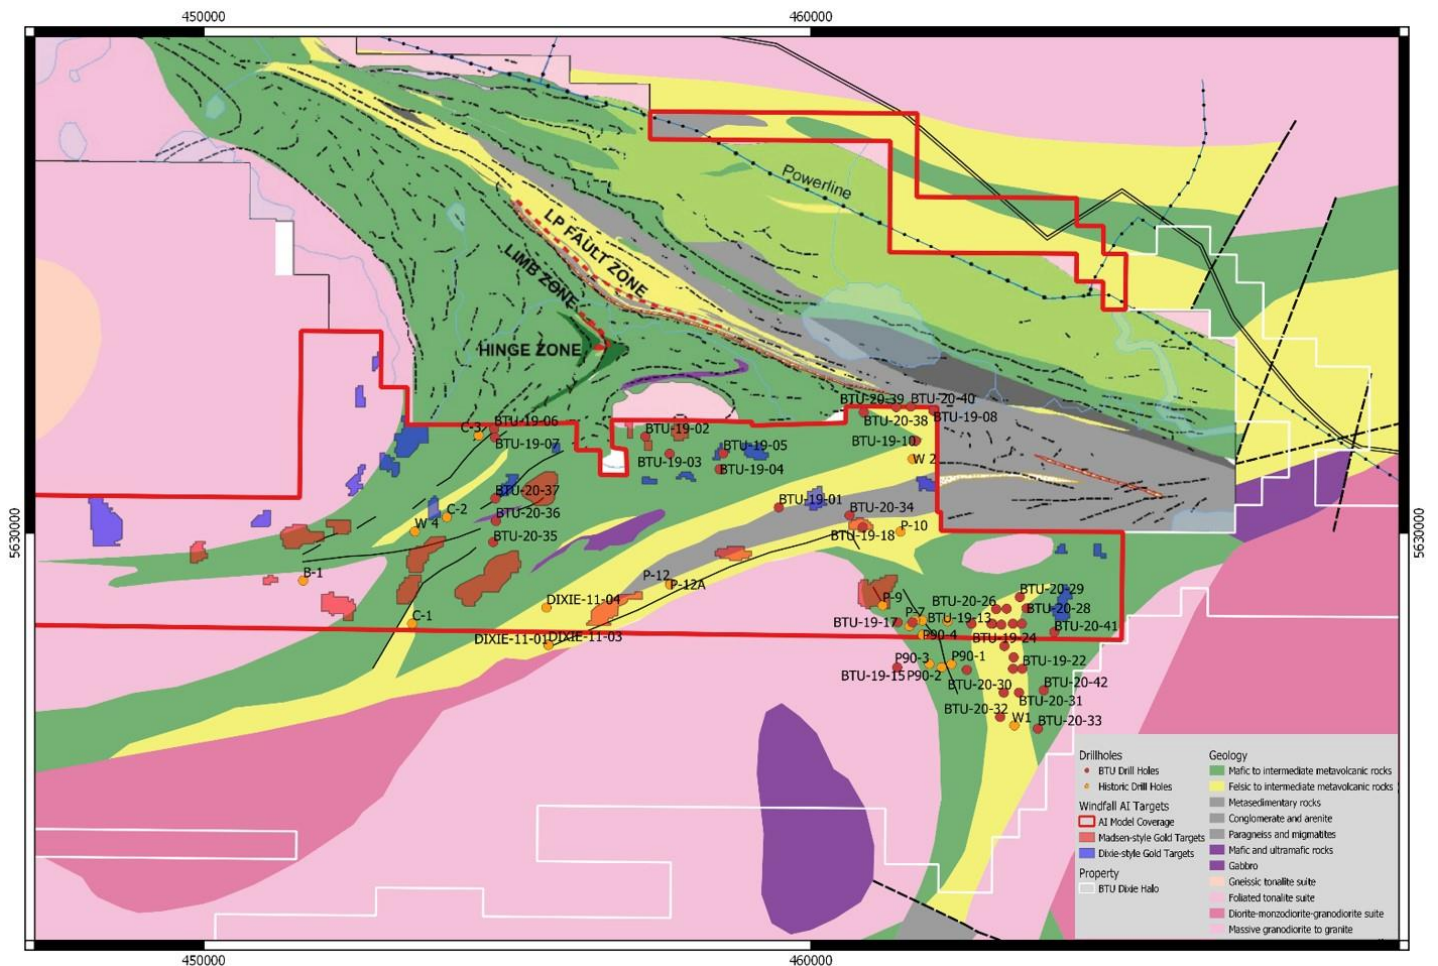 450000
460000
Powerline
LP FAULT ZONE
LIMB ZONE
HINGE ZONE
BTU-20-39
BTU-20-40
BTU-20-38
BTU-19-08
BTU-19-06
C-3
BTU-19-07
BTU-19-02
BTU-19-10
BTU-19-03
BTU-19-05
BTU-19-04
W 2
BTU-20-37
BTU-19-01
C-2
BTU-20-36
BTU-20-34
W 4
BTU-20-35
BTU-19-18
P-10
5630000
5630000
B-1
P-12
P-12A
DIXIE-11-04
P-9
BTU-20-26
BTU-20-29
BTU-20-28
C-1
BTU-19-17
P-7
BTU-19-13
BTU-20-41
DIXIE-11-01
DIXIE-11-03
P90-4
BTU-19-24
P90-3
P90-1
BTU-19-22
BTU-19-15
P90-2
BTU-20-30
BTU-20-42
BTU-20-31
BTU-20-32
W1
BTU-20-33
Drillholes
BTU Drill Holes
Historic Drill Holes
Windfall AI Targets
AI Model Coverage
Madsen-style Gold Targets
Dixie-style Gold Targets
Property
BTU Dixie Halo
Geology
Mafic to intermediate metavolcanic rocks
Felsic to intermediate metavolcanic rocks
Metasedimentary rocks
Conglomerate and arenite
Paragneiss and migmatites
Mafic and ultramafic rocks
Gabbro
Gneissic tonalite suite
Foliated tonalite suite
Diorite-monzodiorite-granodiorite suite
Massive granodiorite to granite
450000
460000